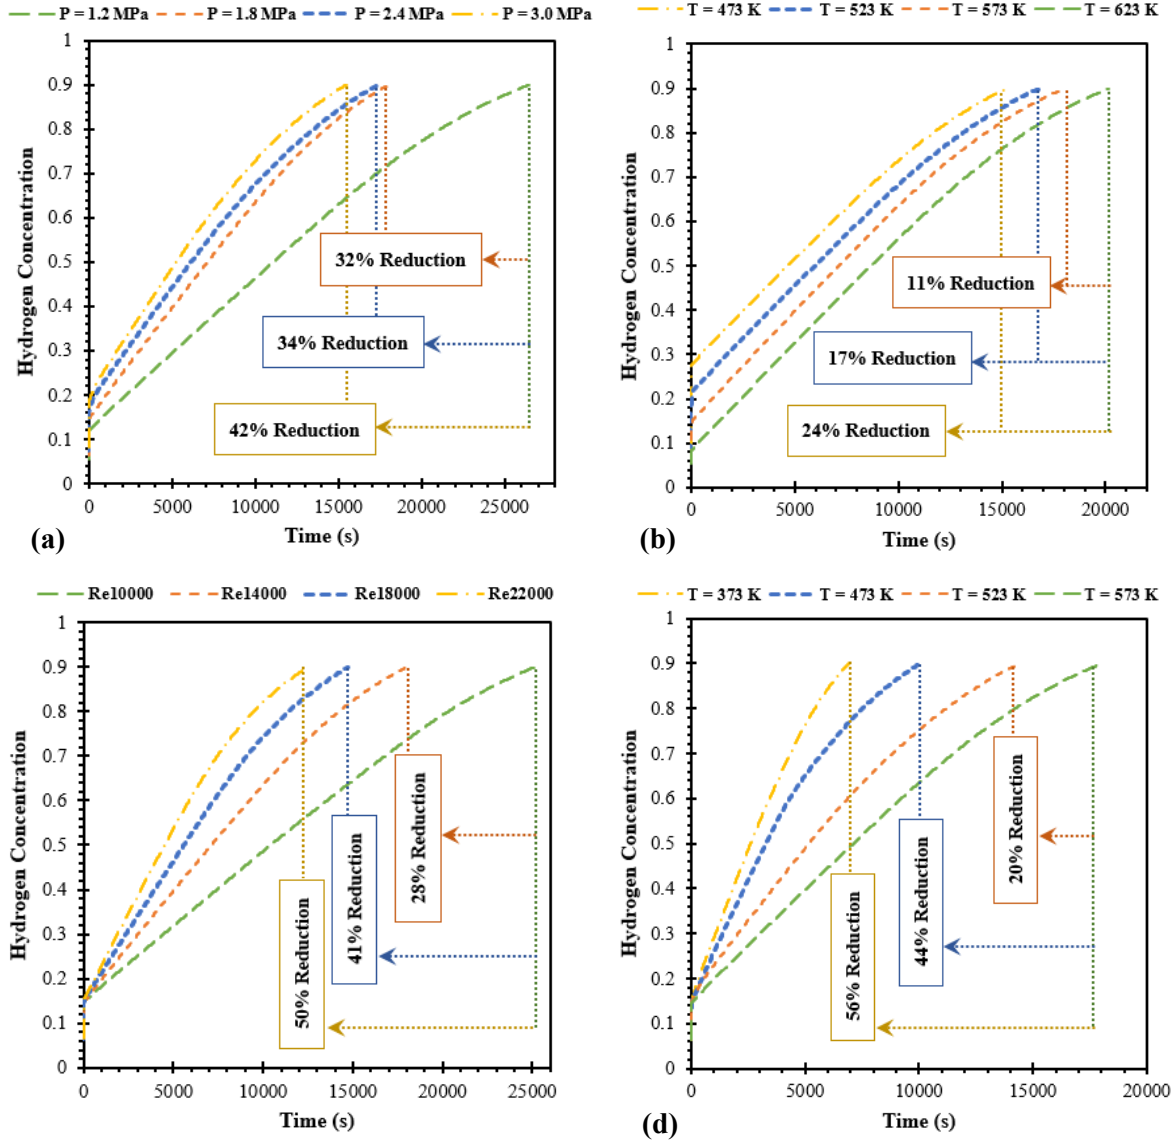 P = 1.2 MPa P = 1.8 MPa P = 2.4 MPa P = 3.0 MPa
1
0.9
0.8
0.7
0.6
0.5
0.4
0.3
0.2
0.1
0
Hydrogen Concentration
32% Reduction
34% Reduction
42% Reduction
0 5000 10000 15000 20000 25000
Time (s)
(a)
T = 473 K T = 523 K T = 573 K T = 623 K
1
0.9
0.8
0.7
0.6
0.5
0.4
0.3
0.2
0.1
0
Hydrogen Concentration
11% Reduction
17% Reduction
24% Reduction
0 5000 10000 15000 20000
Time (s)
(b)
Re10000 Re14000 Re18000 Re22000
1
0.9
0.8
0.7
0.6
0.5
0.4
0.3
0.2
0.1
0
Hydrogen Concentration
50% Reduction
41% Reduction
28% Reduction
0 5000 10000 15000 20000 25000
Time (s)
T = 373 K T = 473 K T = 523 K T = 573 K
1
0.9
0.8
0.7
0.6
0.5
0.4
0.3
0.2
0.1
0
Hydrogen Concentration
56% Reduction
44% Reduction
20% Reduction
0 5000 10000 15000 20000
Time (s)
(d)